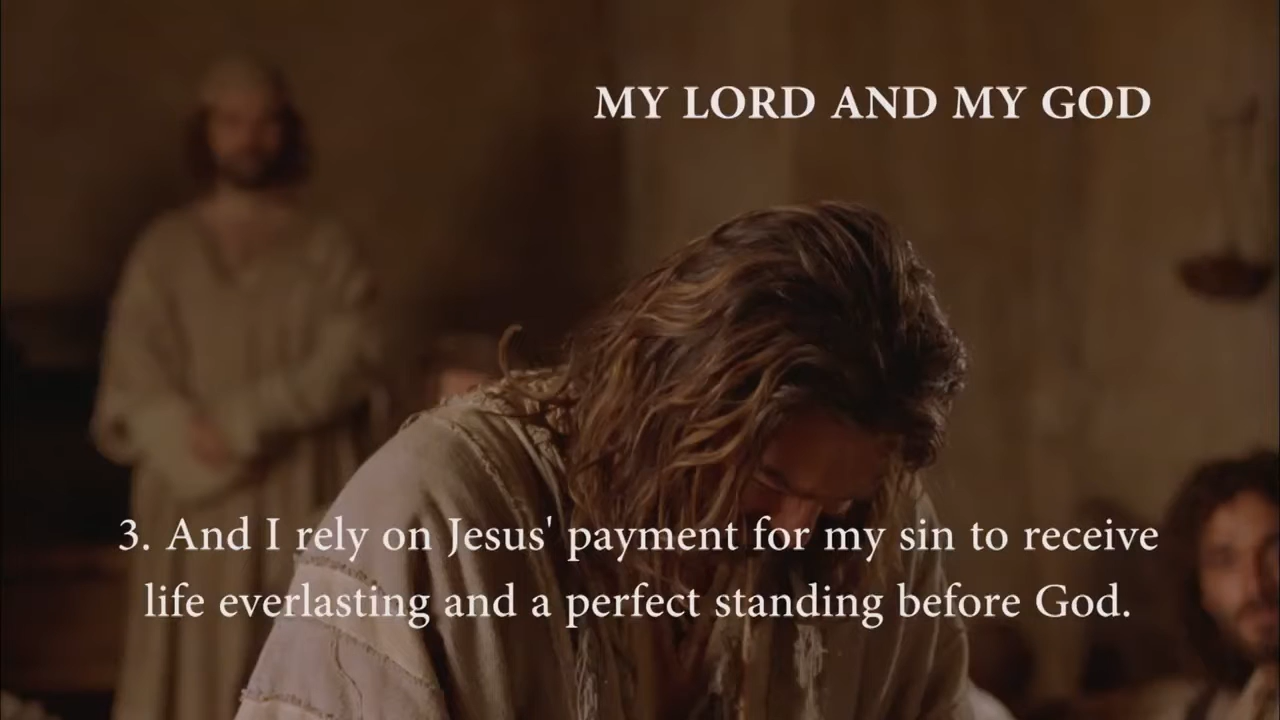 MY LORD AND MY GOD
3. And I rely on Jesus' payment for my sin to receive
life everlasting and a perfect standing before God.